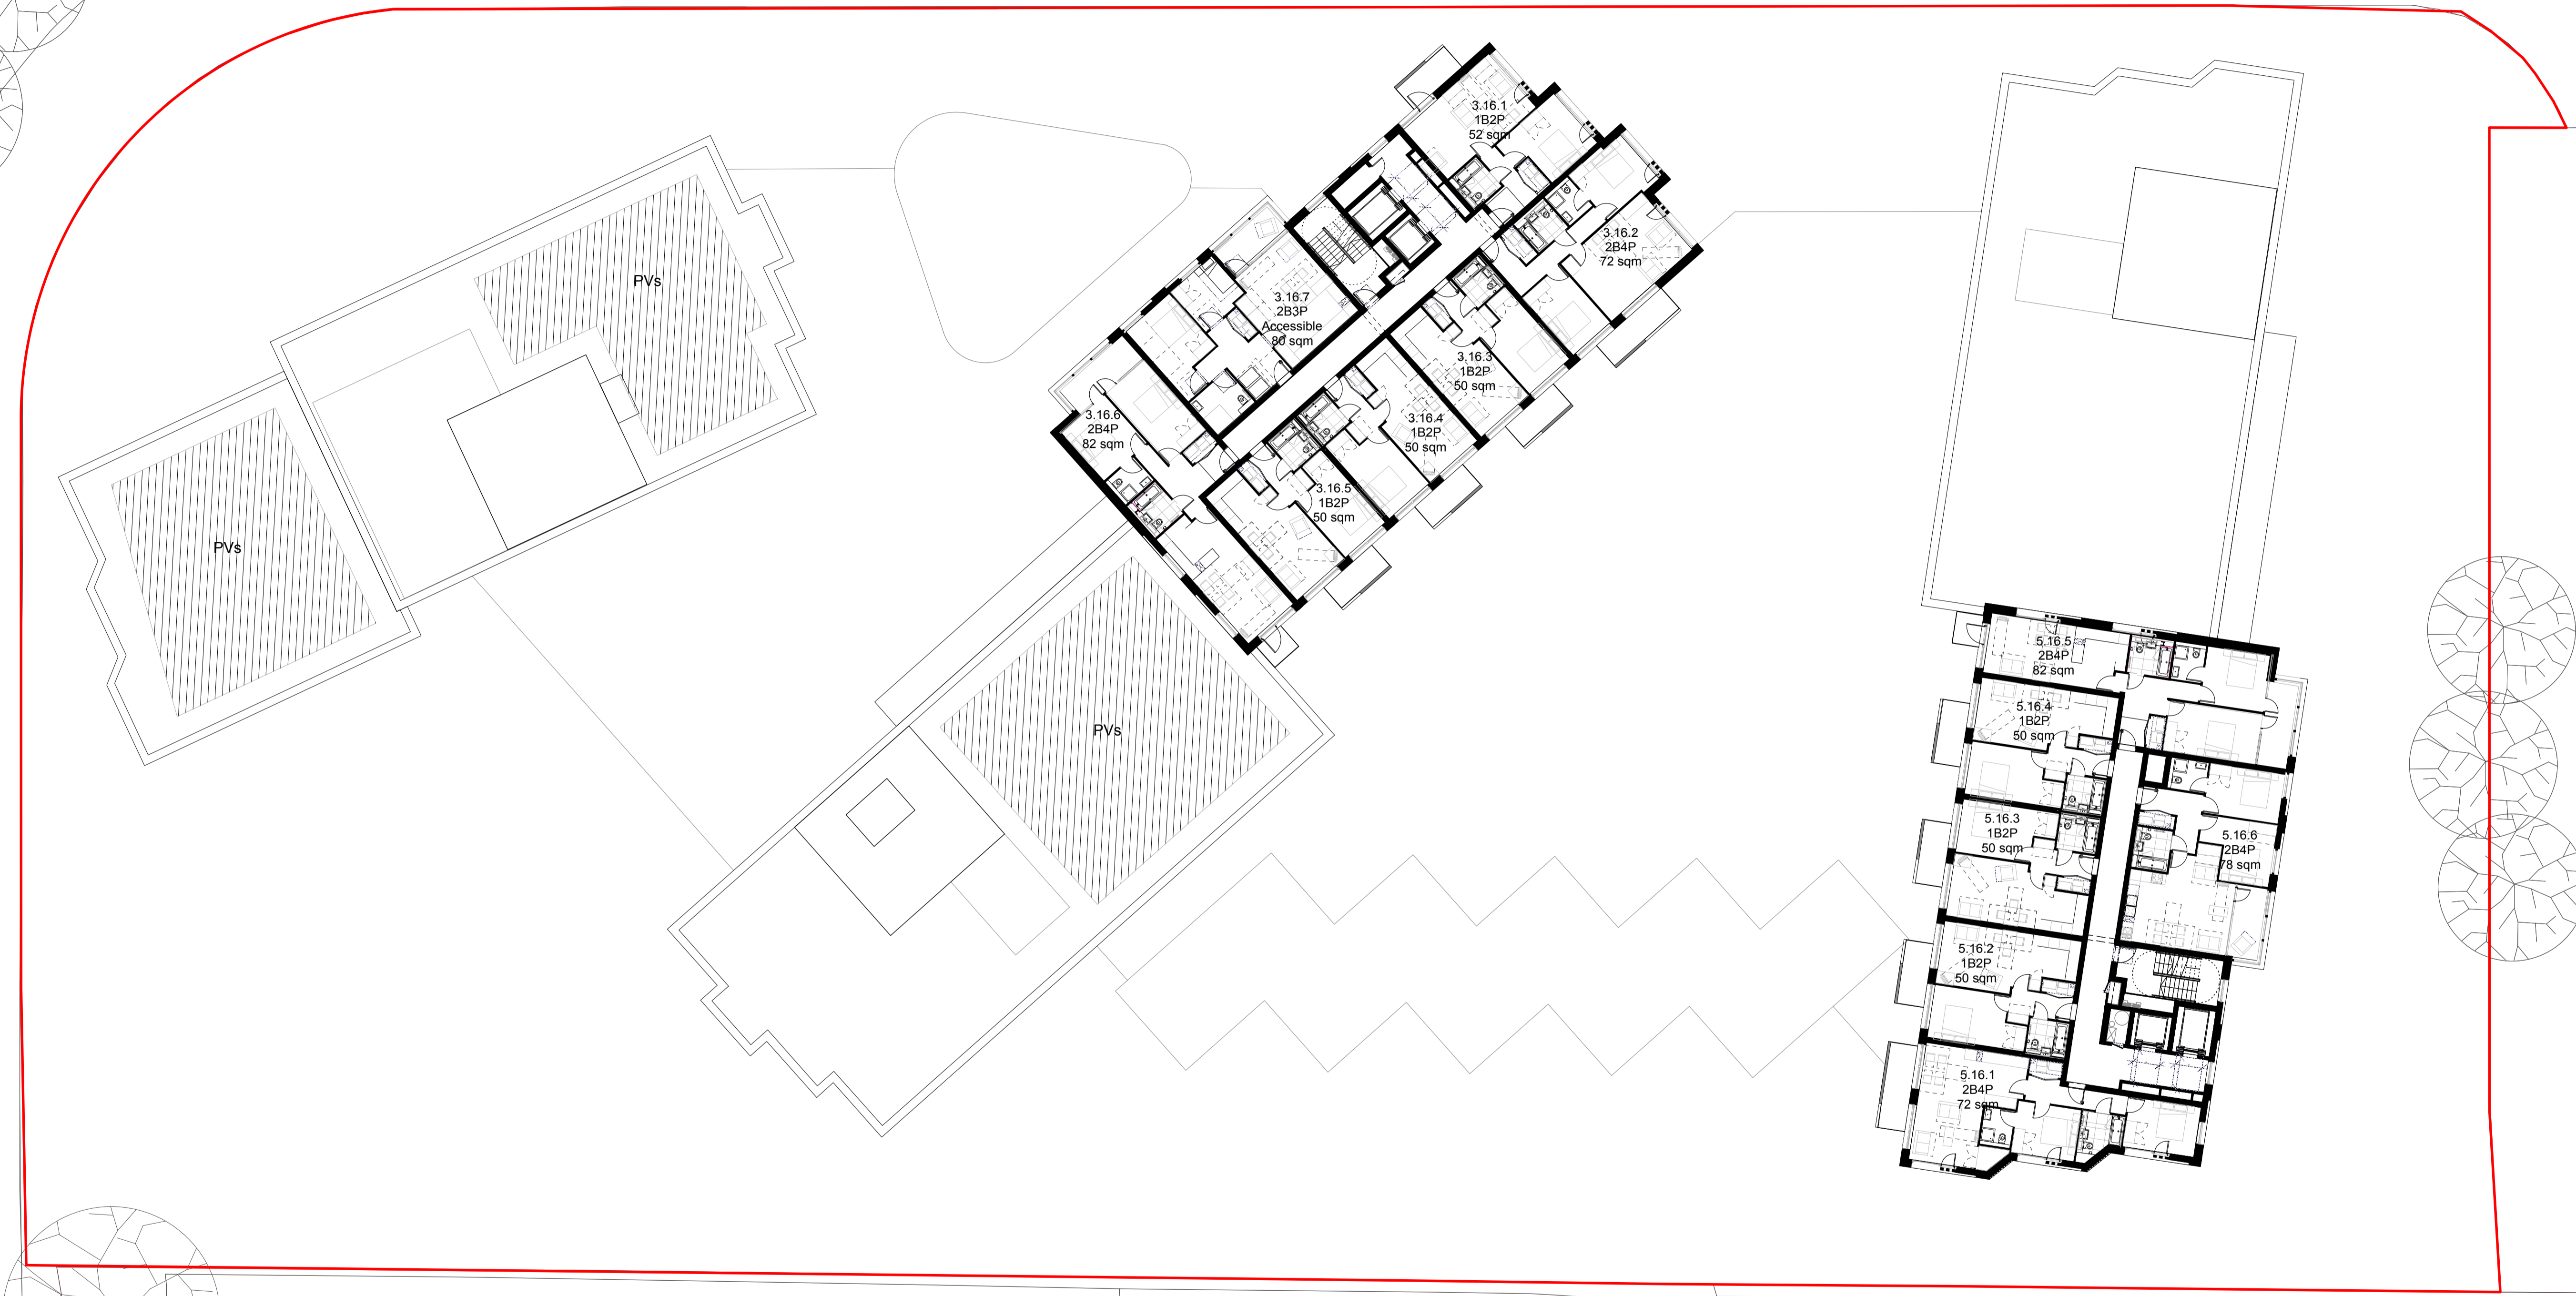 PVs
PVs
PVs
3.16.1
1B2P
52 sqm
3.16.2
2B4P
72 sqm
3.16.3
1B2P
50 sqm
3.16.4
1B2P
50 sqm
3.16.5
1B2P
50 sqm
3.16.6
2B4P
82 sqm
3.16.7
2B3P
Accessible
80 sqm
5.16.5
2B4P
82 sqm
5.16.4
1B2P
50 sqm
5.16.3
1B2P
50 sqm
5.16.6
2B4P
78 sqm
5.16.2
1B2P
50 sqm
5.16.1
2B4P
72 sqm